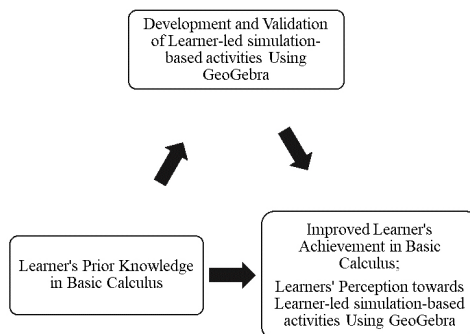 Development and Validation
of Learner-led simulation-
based activities Using
GeoGebra
Learner's Prior Knowledge
in Basic Calculus
Improved Learner's
Achievement in Basic
Calculus;
Learners' Perception towards
Learner-led simulation-based
activities Using GeoGebra